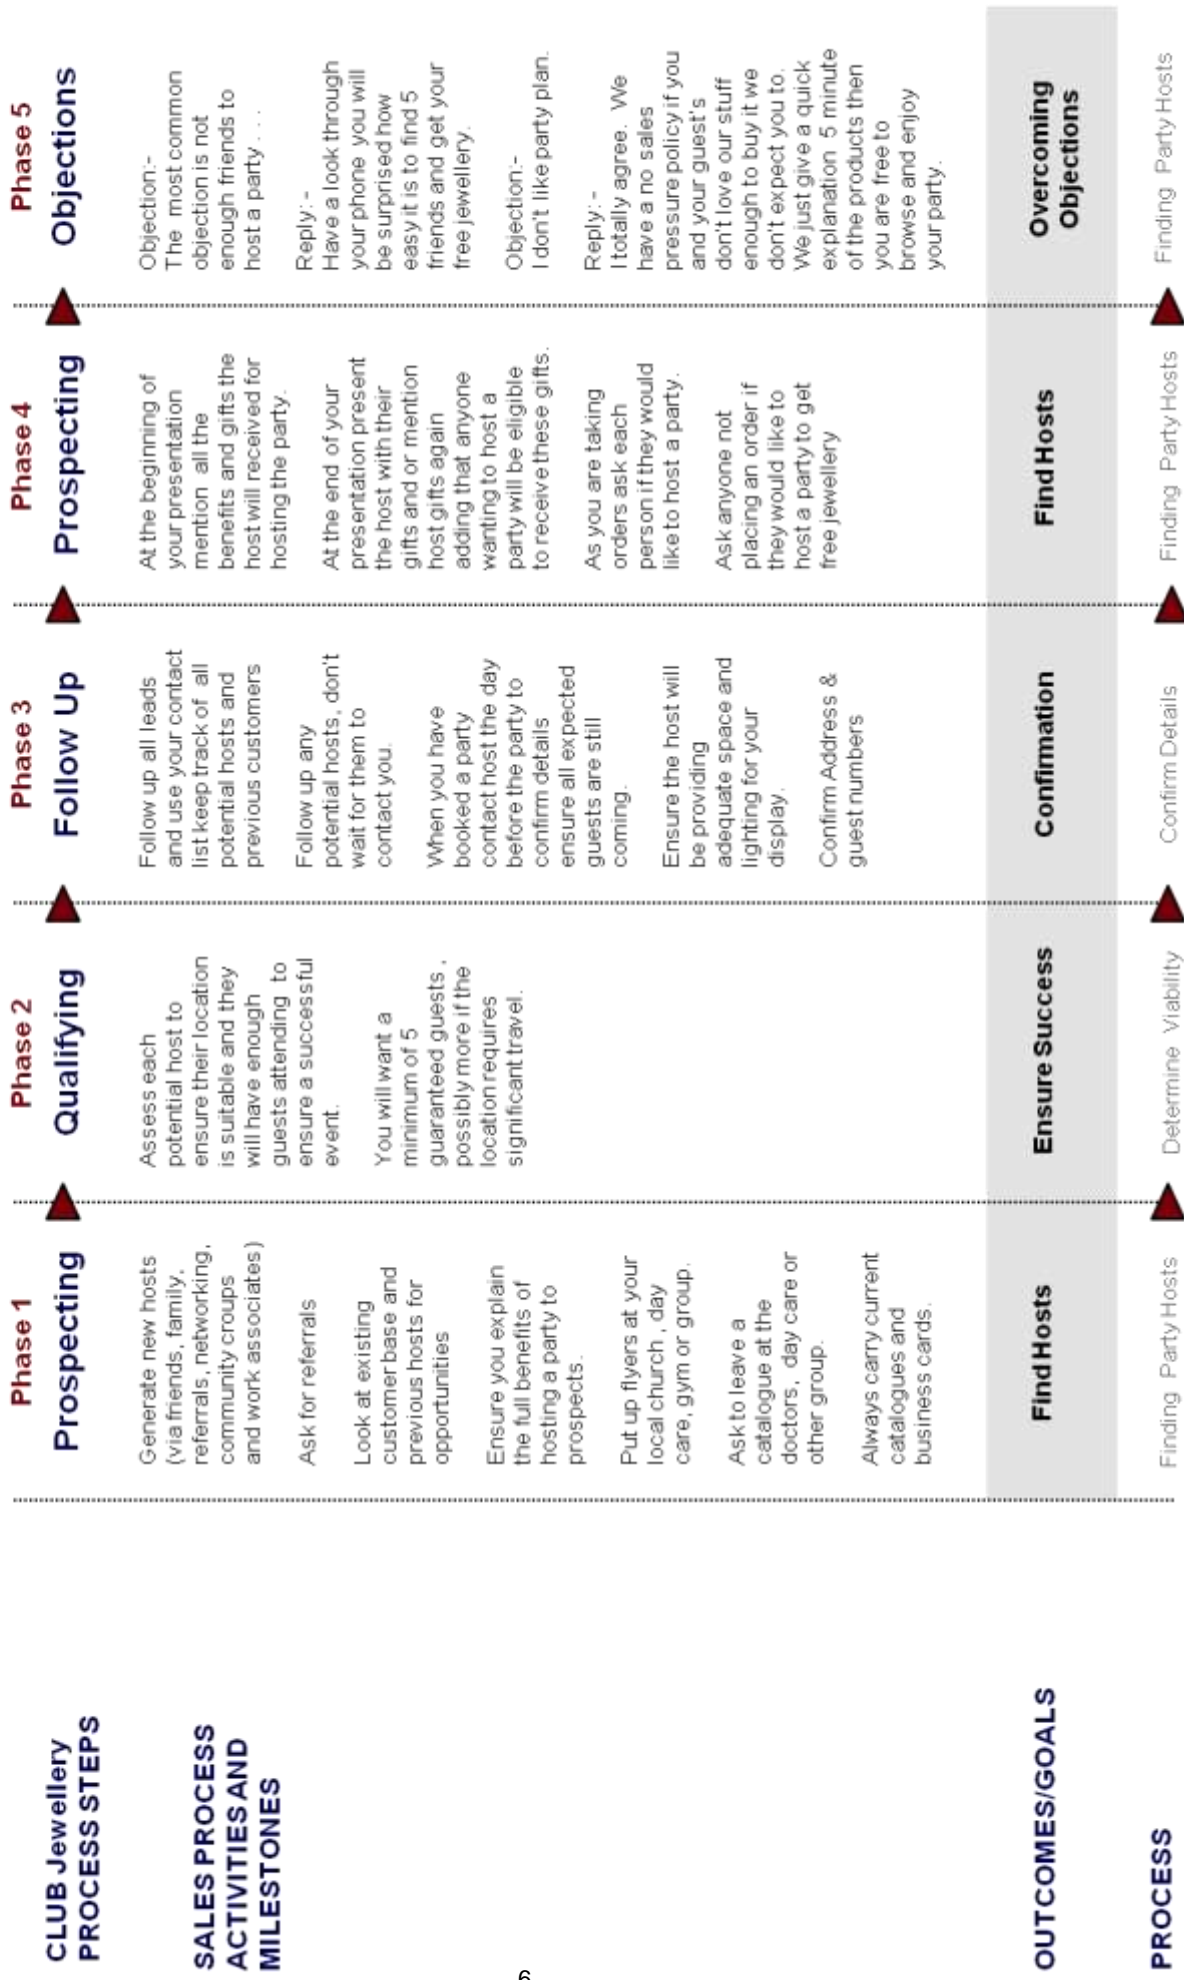 CLUB Jewellery
PROCESS STEPS
Phase 1
Prospecting
Phase 2
Qualifying
Phase 3
Follow Up
Phase 4
Prospecting
Phase 5
Objections
SALES PROCESS
ACTIVITIES AND
MILESTONES
Generate new hosts
(via friends, family,
referrals, networking,
community croups
and work associates)
Ask for referrals
Look at existing
customer base and
previous hosts for
opportunities
Ensure you explain
the full benefits of
hosting a party to
prospects.
Put up flyers at your
local church , day
care, gym or group.
Ask to leave a
catalogue at the
doctors, day care or
other group.
Always carry current
catalogues and
business cards.
Assess each
potential host to
ensure their location
is suitable and they
will have enough
guests attending to
ensure a successful
event.
You will want a
minimum of 5
guaranteed guests ,
possibly more if the
location requires
significant travel.
Follow up all leads
and use your contact
list keep track of all
potential hosts and
previous customers
Follow up any
potential hosts, don't
wait for them to
contact you.
When you have
booked a party
contact host the day
before the party to
confirm details
ensure all expected
guests are still
coming.
Ensure the host will
be providing
adequate space and
lighting for your
display.
Confirm Address &
guest numbers
At the beginning of
your presentation
mention all the
benefits and gifts the
host will received for
hosting the party.
At the end of your
presentation present
the host with their
gifts and or mention
host gifts again
adding that anyone
wanting to host a
party will be eligible
to receive these gifts.
As you are taking
orders ask each
person if they would
like to host a party.
Ask anyone not
placing an order if
they would like to
host a party to get
free jewellery
Objection:-
The most common
objection is not
enough friends to
host a party . . .
Reply:-
Have a look through
your phone you will
be surprised how
easy it is to find 5
friends and get your
free jewellery.
Objection:-
I don't like party plan.
Reply:-
I totally agree. We
have a no sales
pressure policy if you
and your guest's
don't love our stuff
enough to buy it we
don't expect you to.
We just give a quick
explanation 5 minute
of the products then
you are free to
browse and enjoy
your party.
OUTCOMES/GOALS
Find Hosts
Ensure Success
Confirmation
Find Hosts
Overcoming
Objections
PROCESS
Finding Party Hosts
Determine Viability
Confirm Details
Finding Party Hosts
Finding Party Hosts
6